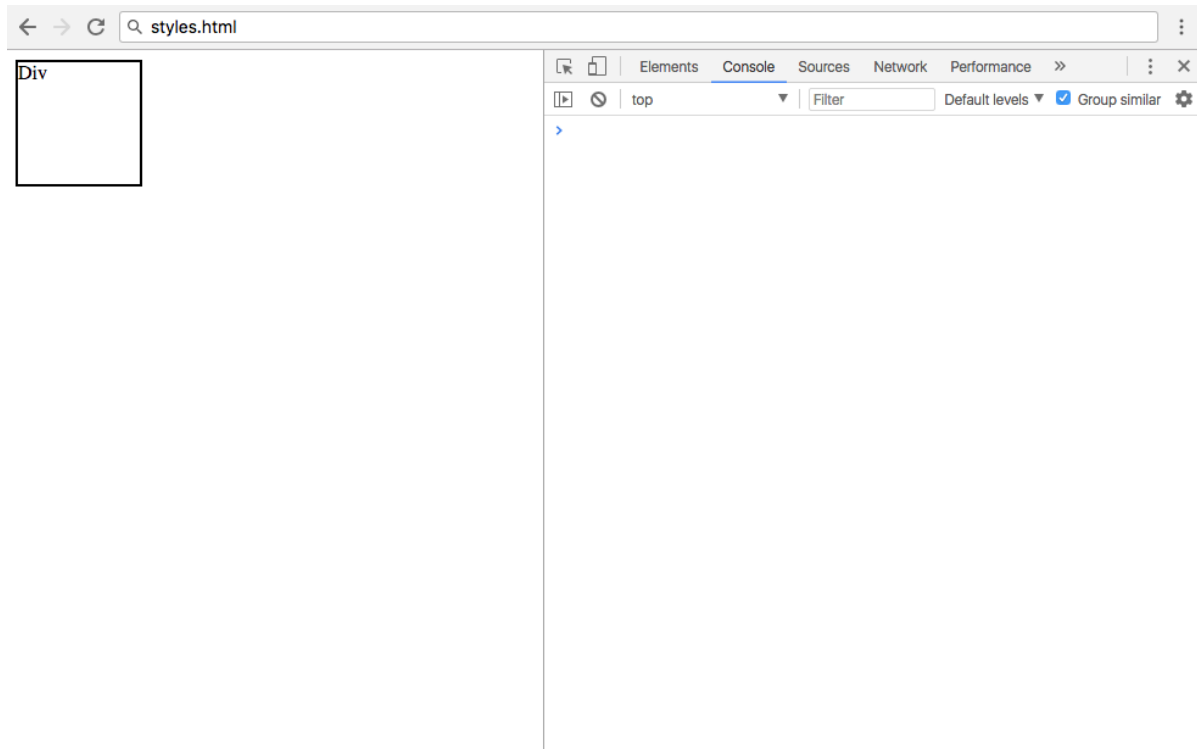 styles.html
Div
Elements Console Sources Network Performance »
top ▼ Filter Default levels ▼ Group similar